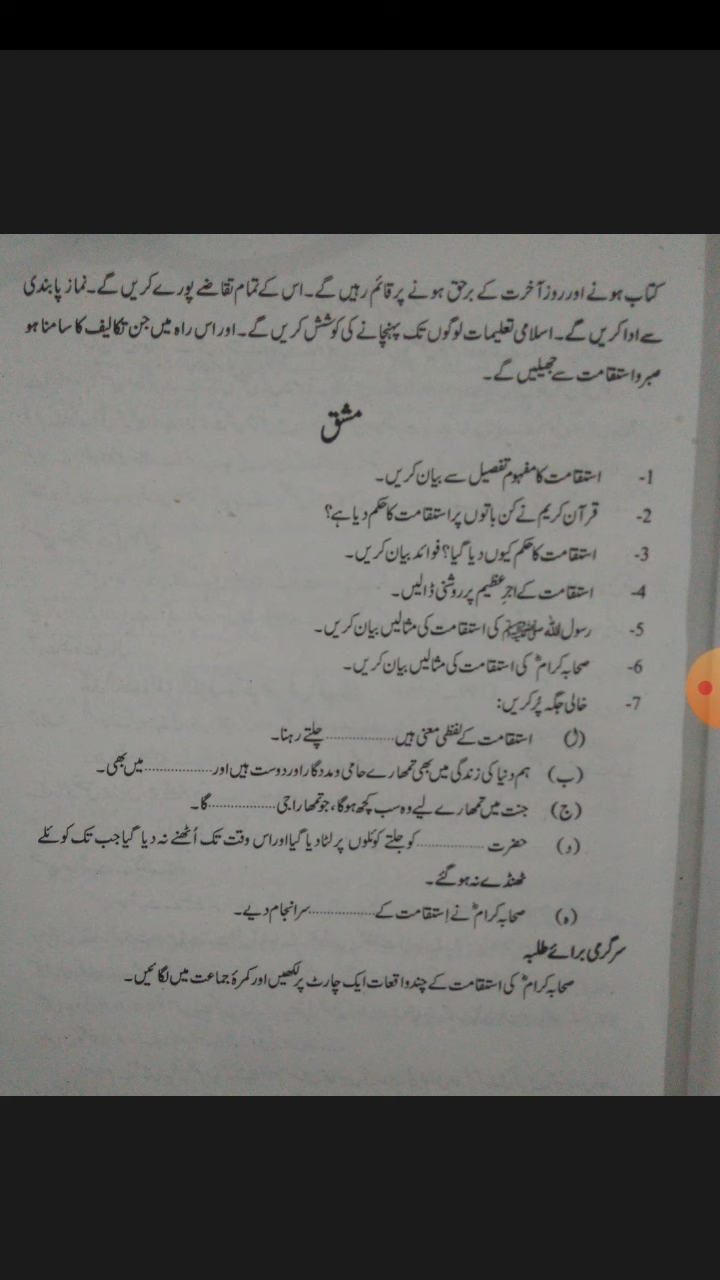 کتاب ہونے اور روز آخرت کے برحق ہونے پر قائم رہیں گے۔ اس کے تمام تقاضے پورے کریں گے۔ نماز پابندی
سے ادا کریں گے۔ اسلامی تعلیمات لوگوں تک پہنچانے کی کوشش کریں گے۔ اور اس راہ میں جن تکالیف کا سامنا ہو
صبر و استقامت سے جھیلیں گے۔
مشق
1- استقامت کا مفہوم تفصیل سے بیان کریں۔
2- قرآن کریم نے کن باتوں پر استقامت کا حکم دیا ہے؟
3- استقامت کا حکم کیوں دیا گیا؟ فوائد بیان کریں۔
4- استقامت کے اجرِ عظیم پر روشنی ڈالیں۔
5- رسول اللہ ﷺ کی استقامت کی مثالیں بیان کریں۔
6- صحابہ کرامؓ کی استقامت کی مثالیں بیان کریں۔
7- خالی جگہ پُر کریں:
(ل) استقامت کے لفظی معنی ہیں .................. چلتے رہنا۔
(ب) ہم دنیا کی زندگی میں بھی تمھارے حامی و مددگار اور دوست ہیں اور .................. میں بھی۔
(ج) جنت میں تمھارے لیے وہ سب کچھ ہوگا، جو تمھارا جی .................. گا۔
(د) حضرت .................. کو جلتے کوئلوں پر لٹا دیا گیا اور اس وقت تک اُٹھنے نہ دیا گیا جب تک کوئلے
ٹھنڈے نہ ہو گئے۔
(ہ) صحابہ کرامؓ نے استقامت کے .................. سرانجام دیے۔
سرگرمی برائے طلبہ
صحابہ کرامؓ کی استقامت کے چند واقعات ایک چارٹ پر لکھیں اور کمرۂ جماعت میں لگائیں۔